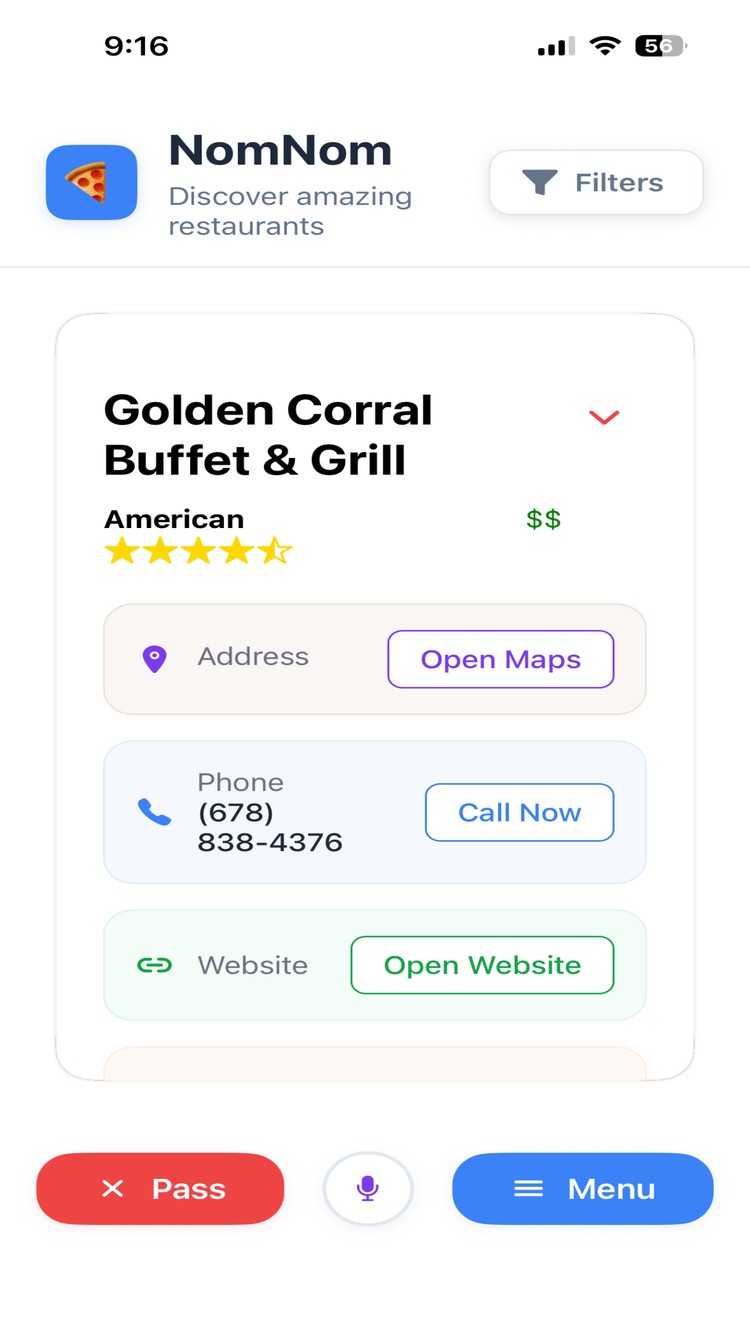 9:16
56
NomNom
Discover amazing
restaurants
Filters
Golden Corral
Buffet & Grill
American
$$
Address
Open Maps
Phone
(678)
838-4376
Call Now
Website
Open Website
Pass
Menu